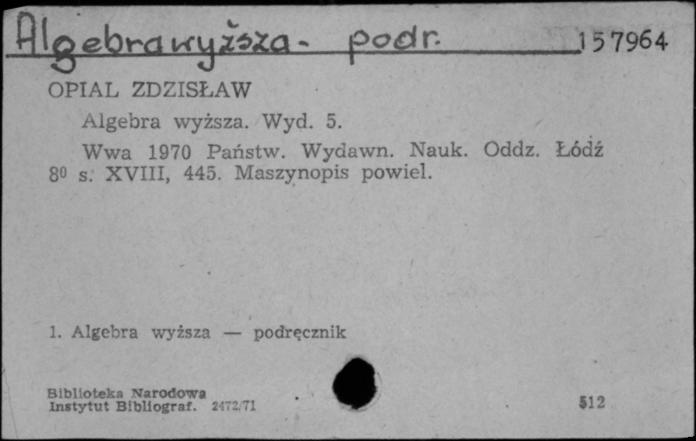 Algebra wyższa - podr. 157964
OPIAL ZDZISŁAW
Algebra wyższa. Wyd. 5.
Wwa 1970 Państw. Wydawn. Nauk. Oddz. Łódź
8⁰ s. XVIII, 445. Maszynopis powiel.
1. Algebra wyższa — podręcznik
Biblioteka Narodowa
Instytut Bibliograf. 2472/71 512